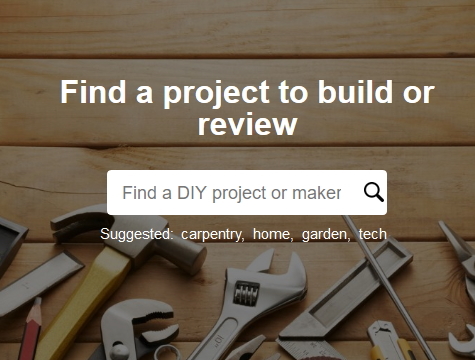 Find a project to build or
review
Find a DIY project or maker
Suggested: carpentry, home, garden, tech